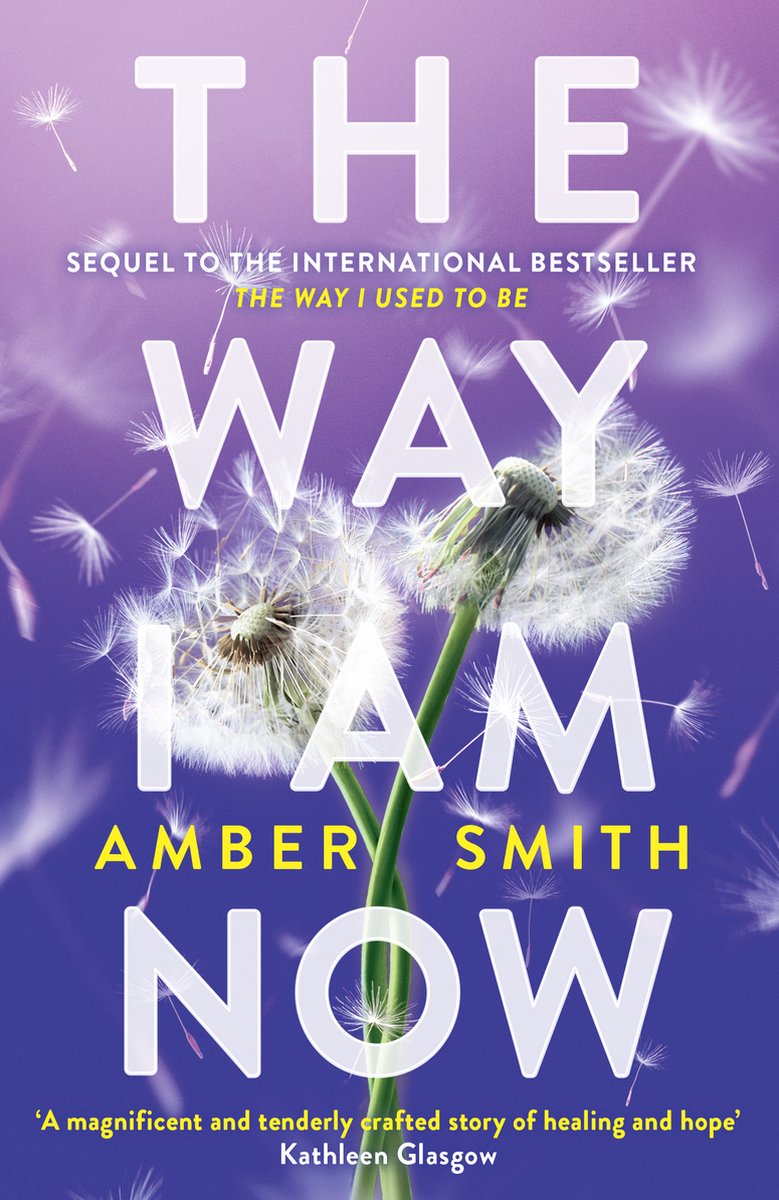 THE
SEQUEL TO THE INTERNATIONAL BESTSELLER
THE WAY I USED TO BE
WAY
I AM
AMBER SMITH
NOW
‘A magnificent and tenderly crafted story of healing and hope’
Kathleen Glasgow